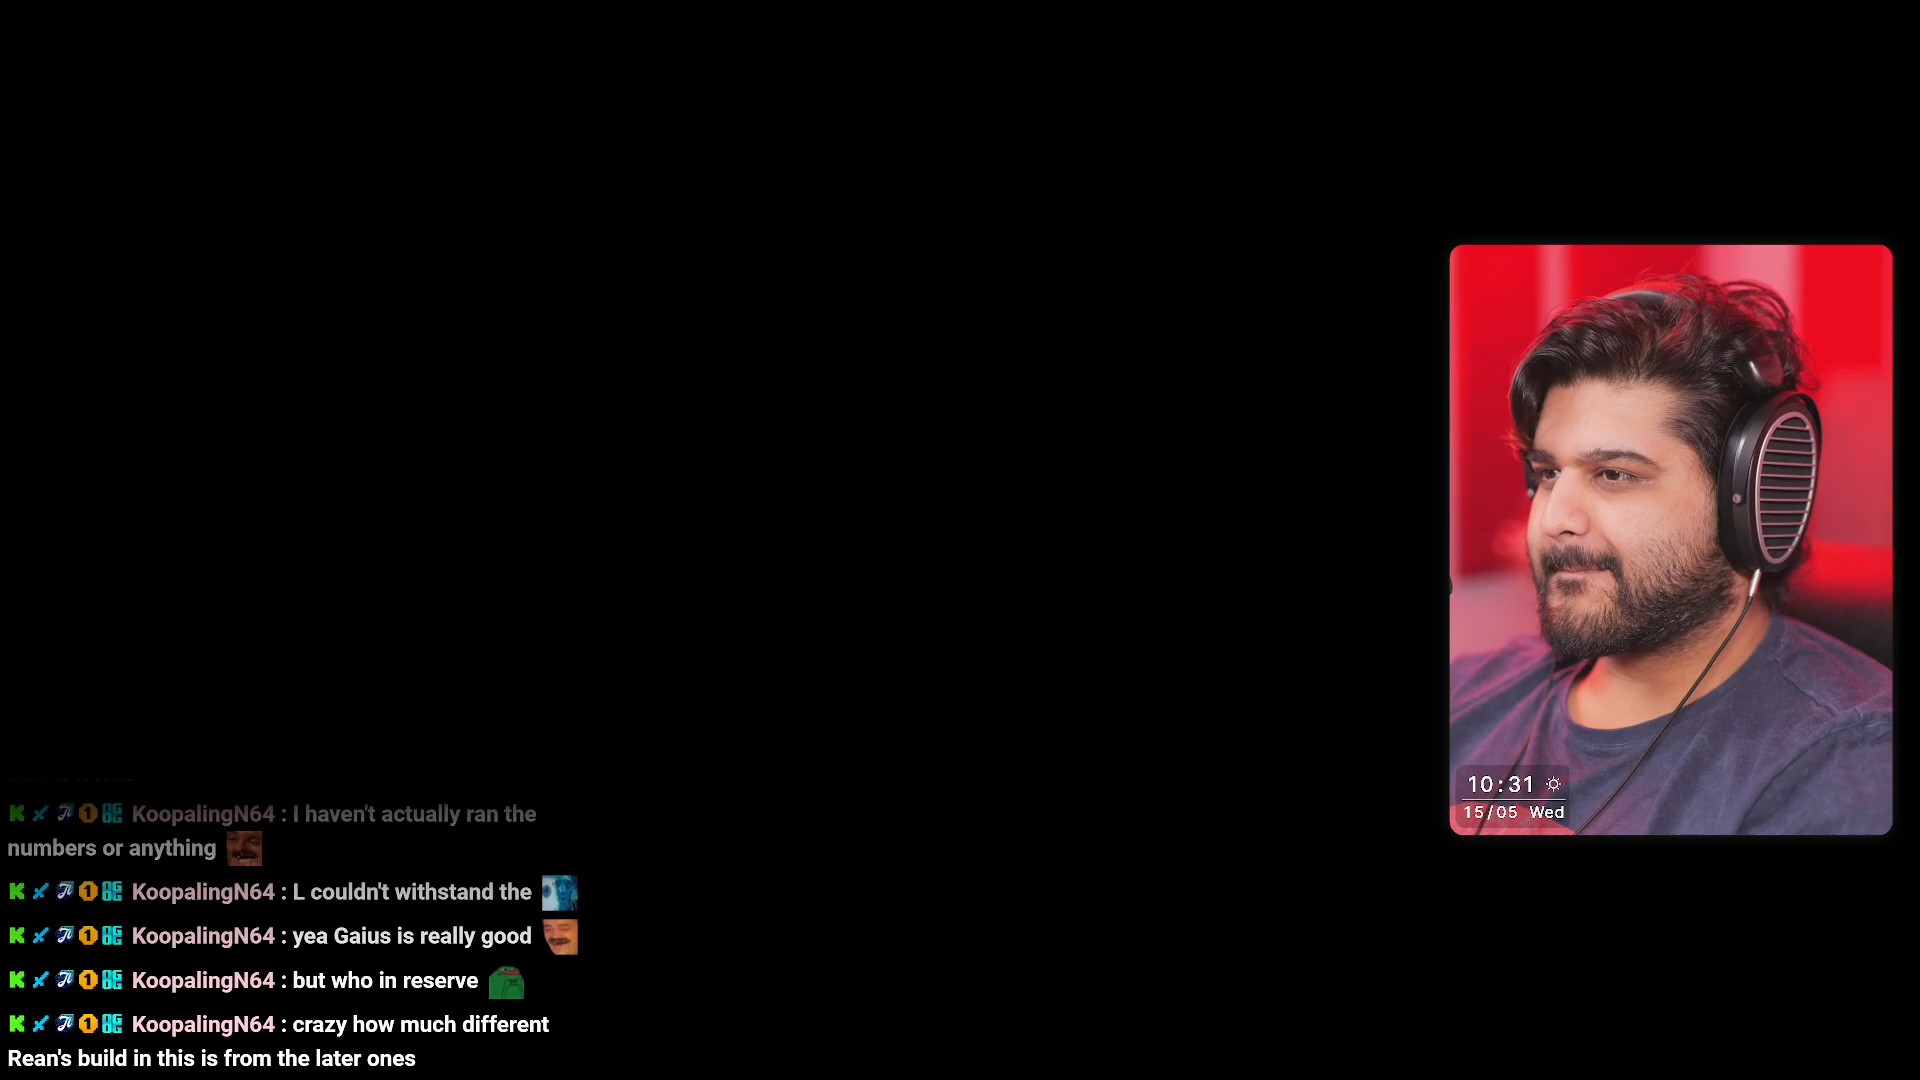 KoopalingN64 : I haven't actually ran the
numbers or anything
KoopalingN64 : L couldn't withstand the
KoopalingN64 : yea Gaius is really good
KoopalingN64 : but who in reserve
KoopalingN64 : crazy how much different
Rean's build in this is from the later ones
10:31
15/05 Wed